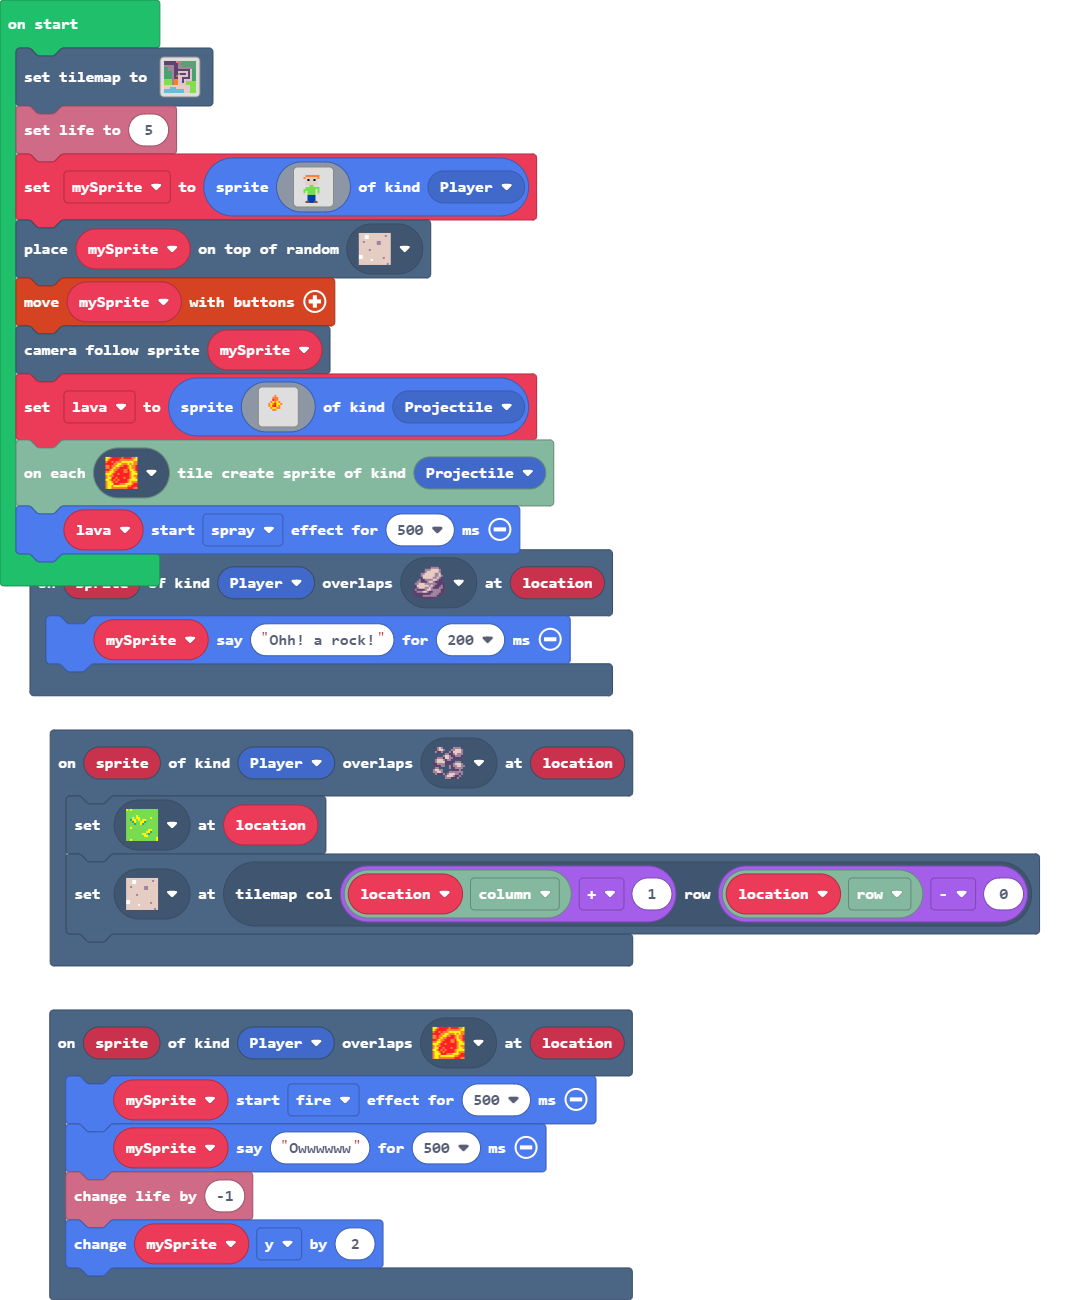 on start
set tilemap to
set life to 5
set mySprite to sprite of kind Player
place mySprite on top of random
move mySprite with buttons
camera follow sprite mySprite
set lava to sprite of kind Projectile
on each tile create sprite of kind Projectile
lava start spray effect for 500 ms
on sprite of kind Player overlaps at location
mySprite say "Ohh! a rock!" for 200 ms
on sprite of kind Player overlaps at location
set at location
set at tilemap col location column + 1 row location row - 0
on sprite of kind Player overlaps at location
mySprite start fire effect for 500 ms
mySprite say "Owwwwww" for 500 ms
change life by -1
change mySprite y by 2